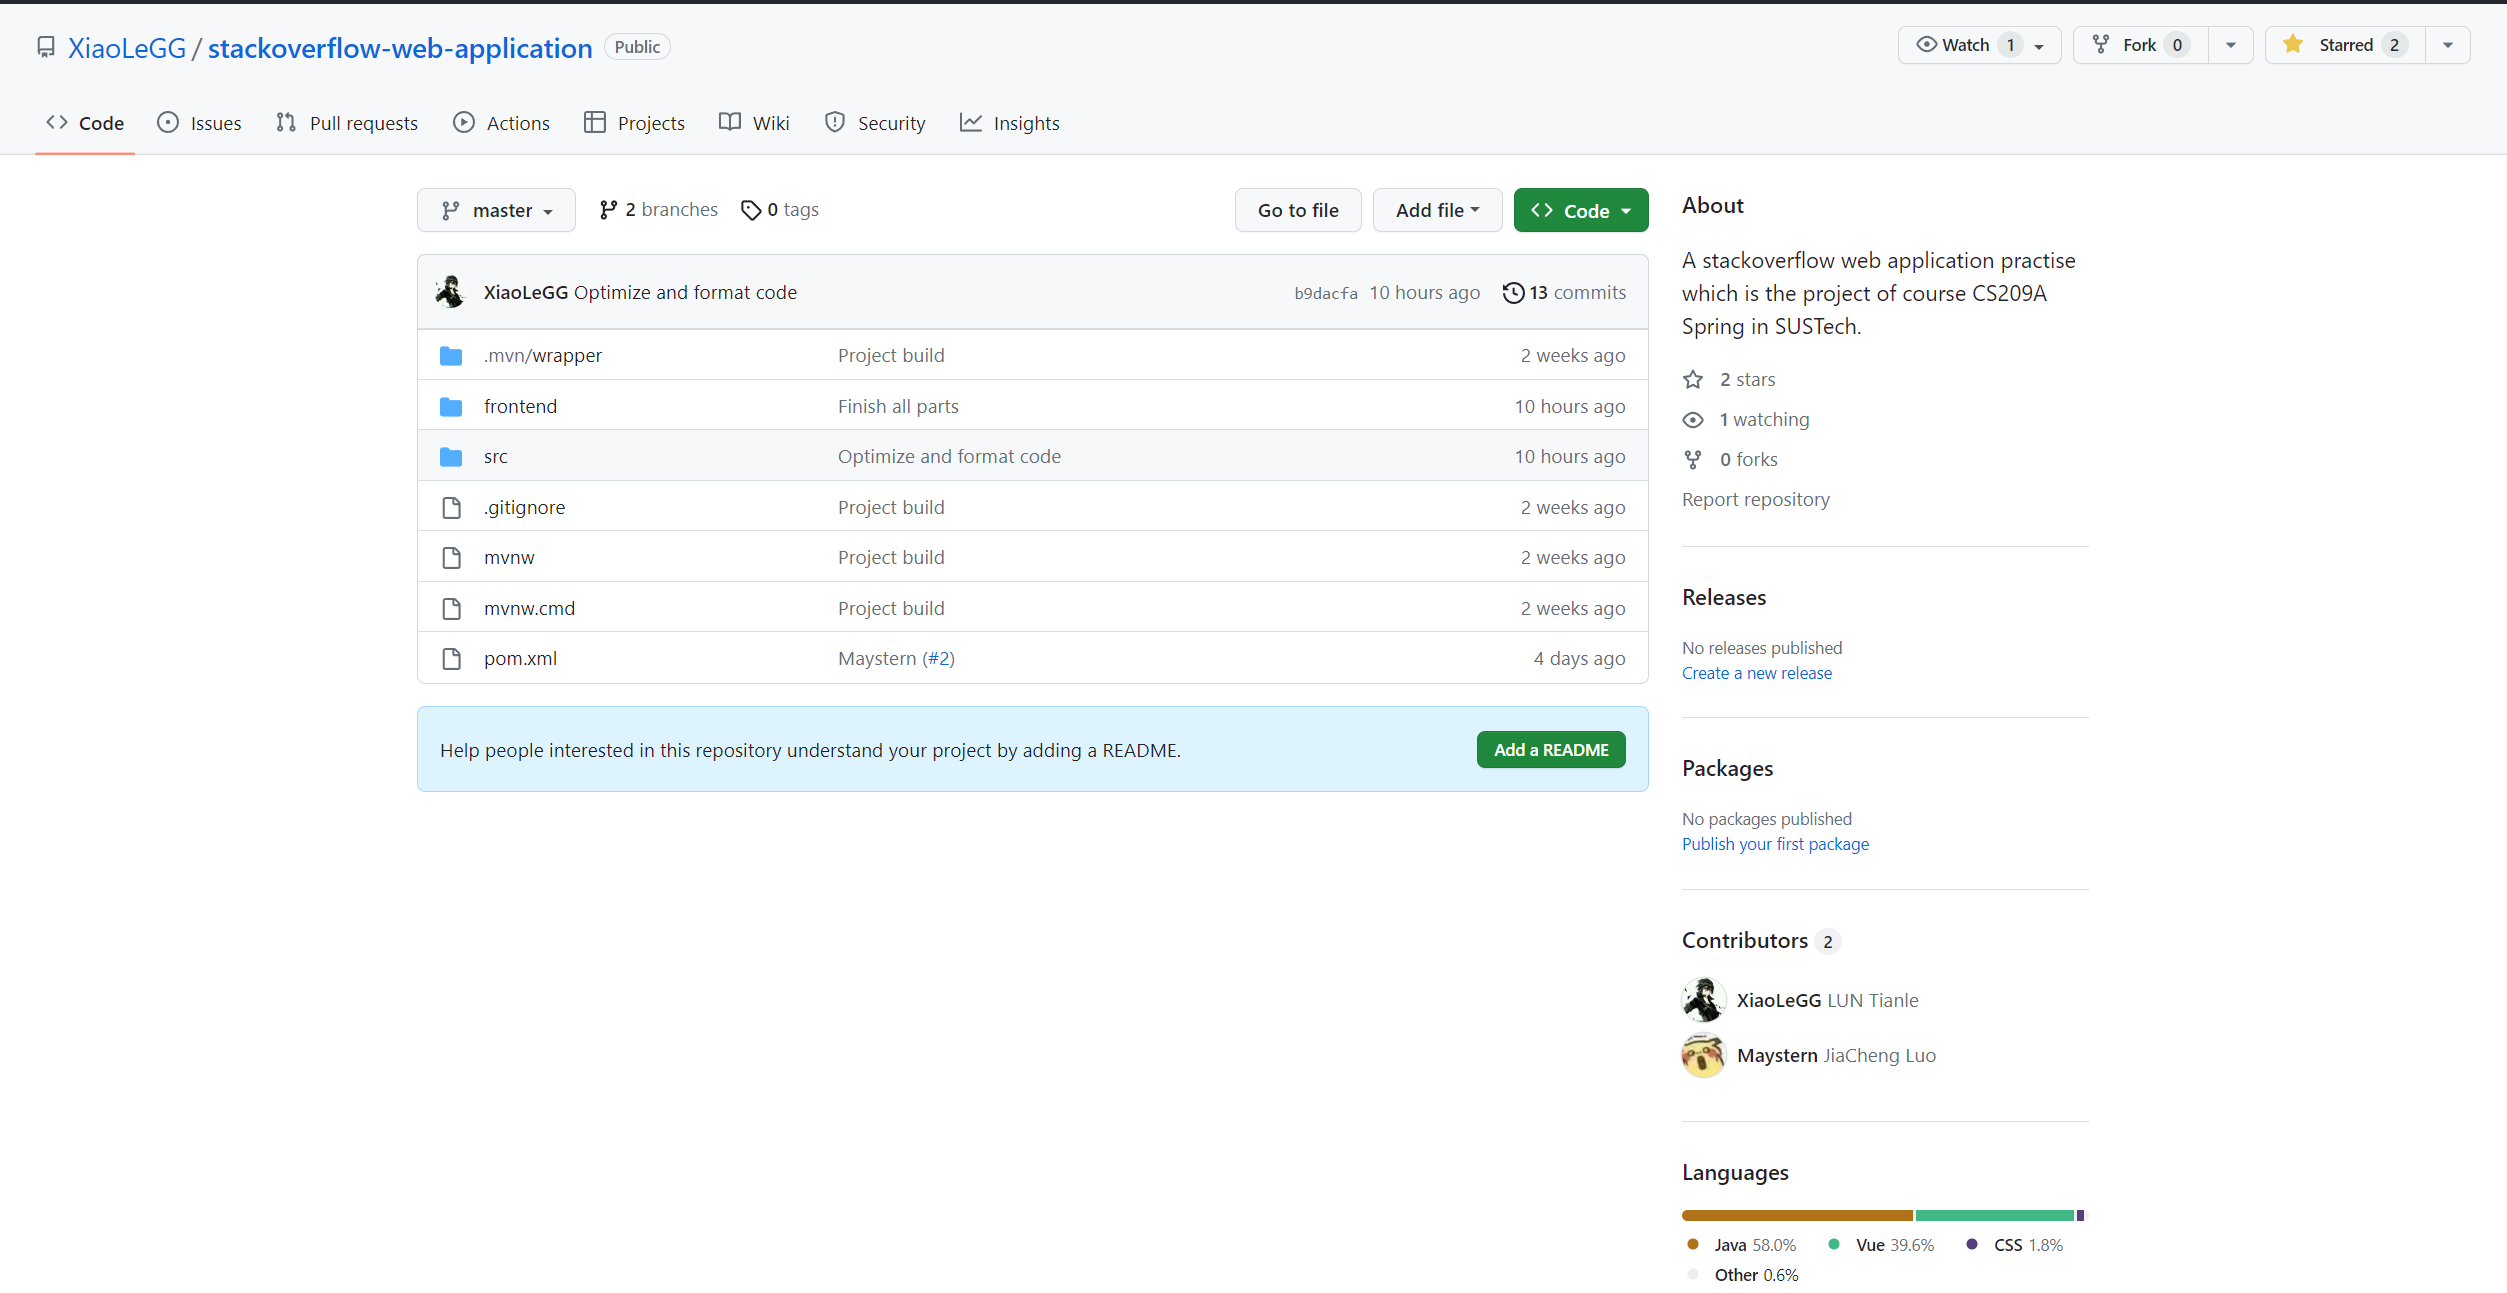 XiaoLeGG / stackoverflow-web-application Public
Watch 1 Fork 0 Starred 2
Code Issues Pull requests Actions Projects Wiki Security Insights
master 2 branches 0 tags Go to file Add file Code
XiaoLeGG Optimize and format code b9dacfa 10 hours ago 13 commits
.mvn/wrapper Project build 2 weeks ago
frontend Finish all parts 10 hours ago
src Optimize and format code 10 hours ago
.gitignore Project build 2 weeks ago
mvnw Project build 2 weeks ago
mvnw.cmd Project build 2 weeks ago
pom.xml Maystern (#2) 4 days ago
Help people interested in this repository understand your project by adding a README. Add a README
About
A stackoverflow web application practise
which is the project of course CS209A
Spring in SUSTech.
2 stars
1 watching
0 forks
Report repository
Releases
No releases published
Create a new release
Packages
No packages published
Publish your first package
Contributors 2
XiaoLeGG LUN Tianle
Maystern JiaCheng Luo
Languages
Java 58.0% Vue 39.6% CSS 1.8%
Other 0.6%